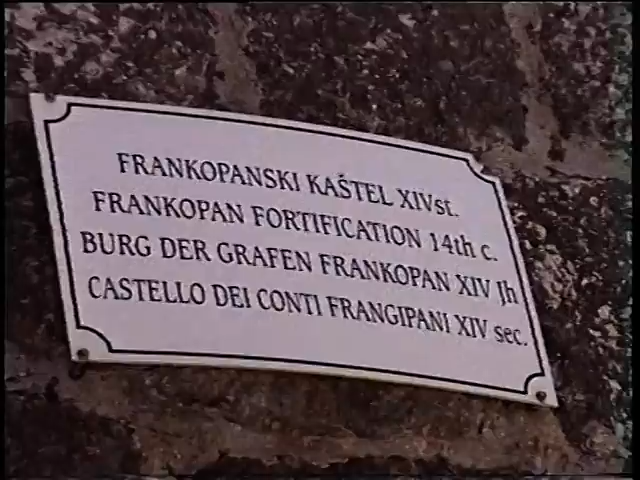 FRANKOPANSKI KAŠTEL XIVst.
FRANKOPAN FORTIFICATION 14th c.
BURG DER GRAFEN FRANKOPAN XIV Jh
CASTELLO DEI CONTI FRANGIPANI XIV sec.